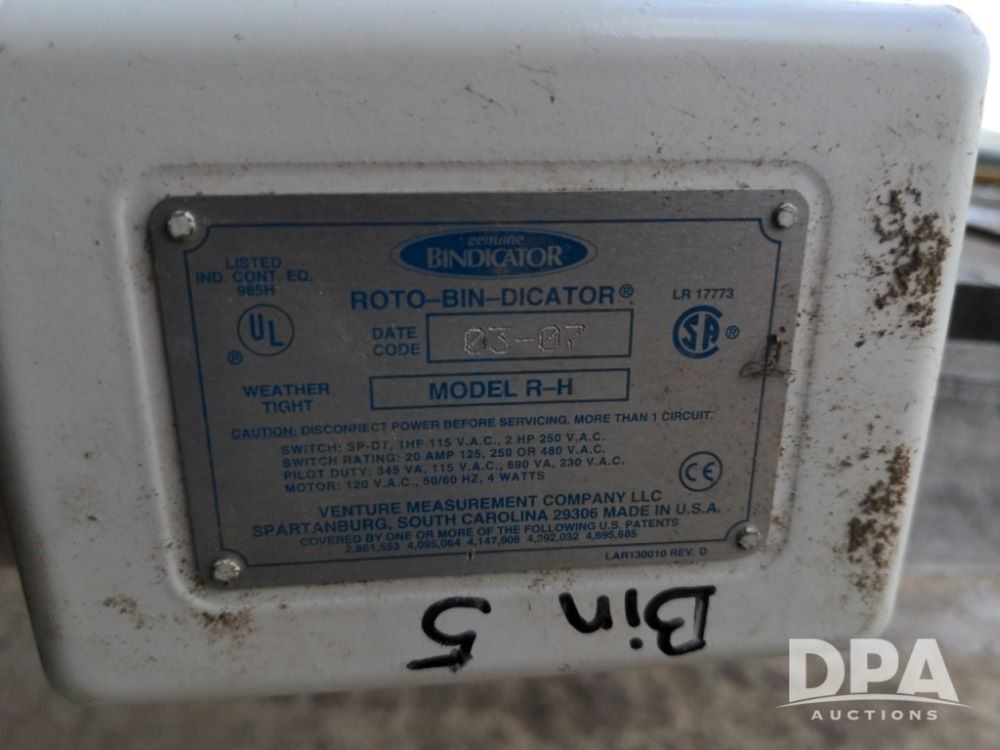 genuine
BINDICATOR
LISTED
IND. CONT. EQ.
985H
UL
®
ROTO-BIN-DICATOR®
LR 17773
SA ®
DATE
CODE
03-07
WEATHER
TIGHT
MODEL R-H
CAUTION: DISCONNECT POWER BEFORE SERVICING. MORE THAN 1 CIRCUIT.
SWITCH: SP-DT, 1HP 115 V.A.C., 2 HP 250 V.A.C.
SWITCH RATING: 20 AMP 125, 250 OR 480 V.A.C.
PILOT DUTY: 345 VA, 115 V.A.C., 690 VA, 230 V.A.C.
MOTOR: 120 V.A.C., 50/60 HZ, 4 WATTS
CE
VENTURE MEASUREMENT COMPANY LLC
SPARTANBURG, SOUTH CAROLINA 29306 MADE IN U.S.A.
COVERED BY ONE OR MORE OF THE FOLLOWING U.S. PATENTS
2,851,553 4,095,064 4,147,906 4,392,032 4,695,685
LAR130010 REV. D
Bin 5
DPA
AUCTIONS